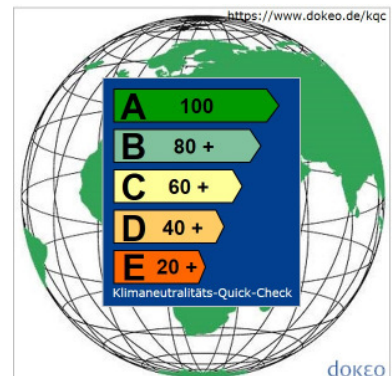 https://www.dokeo.de/kqc
A 100
B 80 +
C 60 +
D 40 +
E 20 +
Klimaneutralitäts-Quick-Check
dokeo